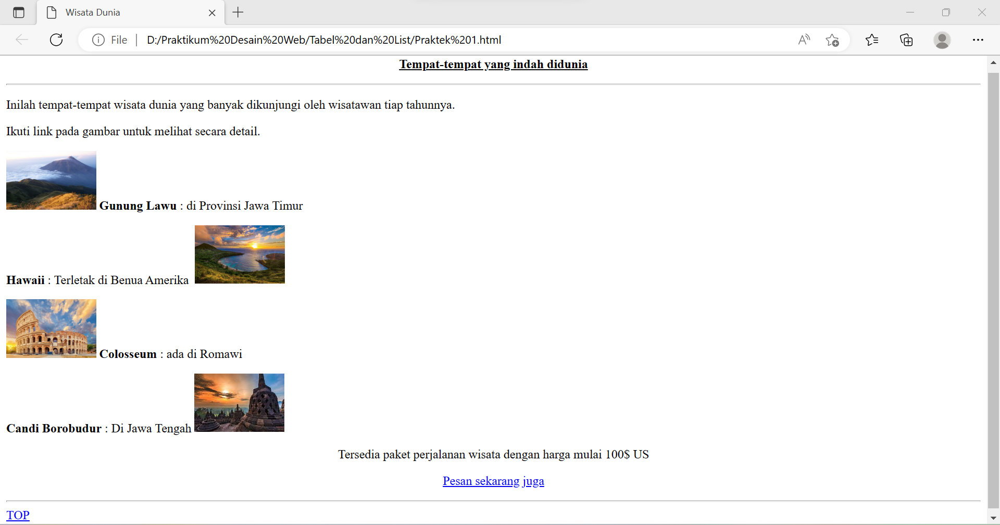 Wisata Dunia
File
D:/Praktikum%20Desain%20Web/Tabel%20dan%20List/Praktek%201.html
Tempat-tempat yang indah didunia
Inilah tempat-tempat wisata dunia yang banyak dikunjungi oleh wisatawan tiap tahunnya.
Ikuti link pada gambar untuk melihat secara detail.
Gunung Lawu : di Provinsi Jawa Timur
Hawaii : Terletak di Benua Amerika
Colosseum : ada di Romawi
Candi Borobudur : Di Jawa Tengah
Tersedia paket perjalanan wisata dengan harga mulai 100$ US
Pesan sekarang juga
TOP